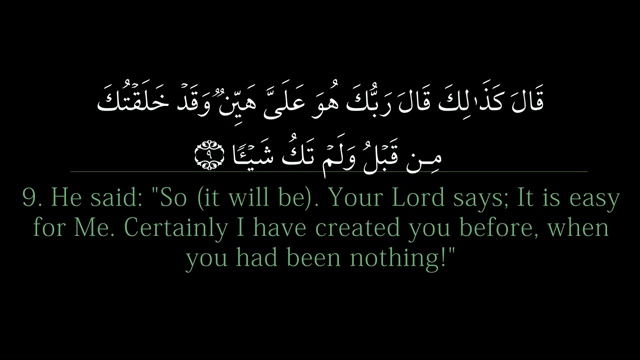 قَالَ كَذَٰلِكَ قَالَ رَبُّكَ هُوَ عَلَىَّ هَيِّنٌ وَقَدْ خَلَقْتُكَ
مِن قَبْلُ وَلَمْ تَكُ شَيْـًٔا ۝٩
9. He said: "So (it will be). Your Lord says; It is easy
for Me. Certainly I have created you before, when
you had been nothing!"